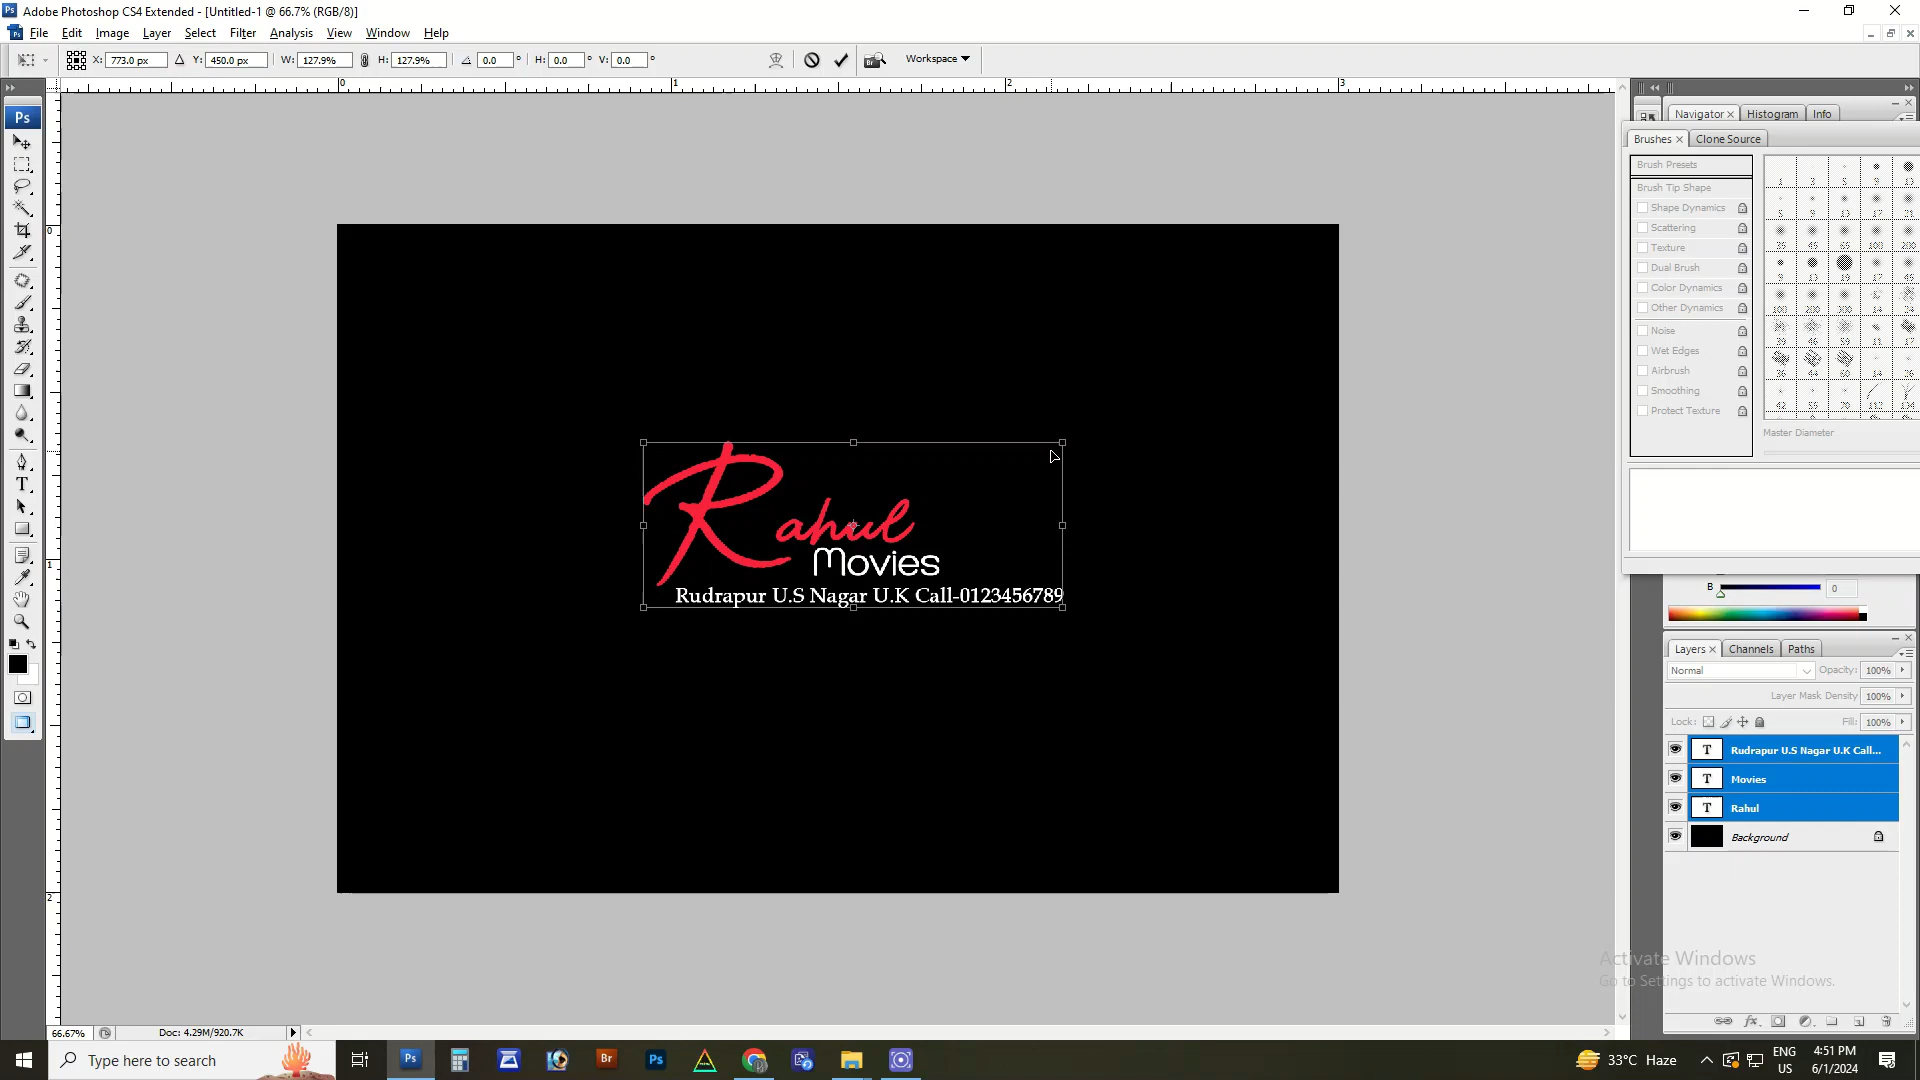 Adobe Photoshop CS4 Extended - [Untitled-1 @ 66.7% (RGB/8)]
File Edit Image Layer Select Filter Analysis View Window Help
X: 773.0 px Y: 450.0 px W: 127.9% H: 127.9% 0.0 ° H: 0.0 ° V: 0.0 ° Workspace
0 1 2 3
Navigator Histogram Info
Brushes Clone Source
Brush Presets
Brush Tip Shape
Shape Dynamics
Scattering
Texture
Dual Brush
Color Dynamics
Other Dynamics
Noise
Wet Edges
Airbrush
Smoothing
Protect Texture
Master Diameter
Rahul
Movies
Rudrapur U.S Nagar U.K Call-0123456789
B 0
Layers Channels Paths
Normal Opacity: 100%
Layer Mask Density 100%
Lock: Fill: 100%
T Rudrapur U.S Nagar U.K Call...
T Movies
T Rahul
Background
Activate Windows
Go to Settings to activate Windows.
66.67% Doc: 4.29M/920.7K
Type here to search
33°C Haze
ENG
US
4:51 PM
6/1/2024